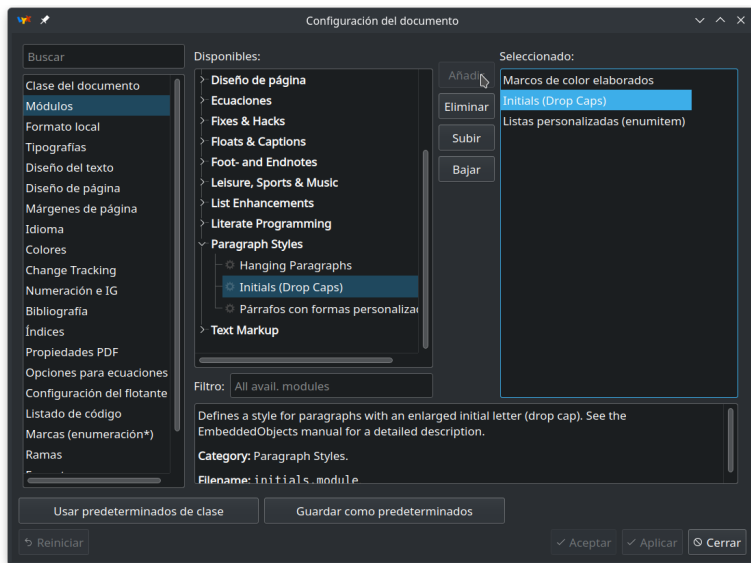 Configuración del documento
Buscar
Clase del documento
Módulos
Formato local
Tipografías
Diseño del texto
Diseño de página
Márgenes de página
Idioma
Colores
Change Tracking
Numeración e IG
Bibliografía
Índices
Propiedades PDF
Opciones para ecuaciones
Configuración del flotante
Listado de código
Marcas (enumeración*)
Ramas
Disponibles:
Diseño de página
Ecuaciones
Fixes & Hacks
Floats & Captions
Foot- and Endnotes
Leisure, Sports & Music
List Enhancements
Literate Programming
Paragraph Styles
Hanging Paragraphs
Initials (Drop Caps)
Párrafos con formas personaliza
Text Markup
Filtro:
All avail. modules
Añadir
Eliminar
Subir
Bajar
Seleccionado:
Marcos de color elaborados
Initials (Drop Caps)
Listas personalizadas (enumitem)
Defines a style for paragraphs with an enlarged initial letter (drop cap). See the
EmbeddedObjects manual for a detailed description.
Category: Paragraph Styles.
Filename: initials.module
Usar predeterminados de clase
Guardar como predeterminados
Reiniciar
Aceptar
Aplicar
Cerrar